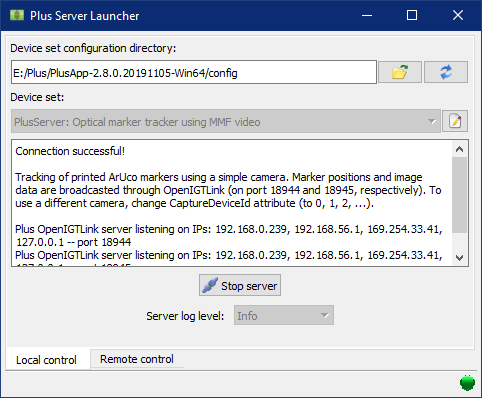 Plus Server Launcher
Device set configuration directory:
E:/Plus/PlusApp-2.8.0.20191105-Win64/config
Device set:
PlusServer: Optical marker tracker using MMF video
Connection successful!
Tracking of printed ArUco markers using a simple camera. Marker positions and image
data are broadcasted through OpenIGTLink (on port 18944 and 18945, respectively). To
use a different camera, change CaptureDeviceId attribute (to 0, 1, 2, ...).
Plus OpenIGTLink server listening on IPs: 192.168.0.239, 192.168.56.1, 169.254.33.41,
127.0.0.1 -- port 18944
Plus OpenIGTLink server listening on IPs: 192.168.0.239, 192.168.56.1, 169.254.33.41,
Stop server
Server log level:
Info
Local control
Remote control